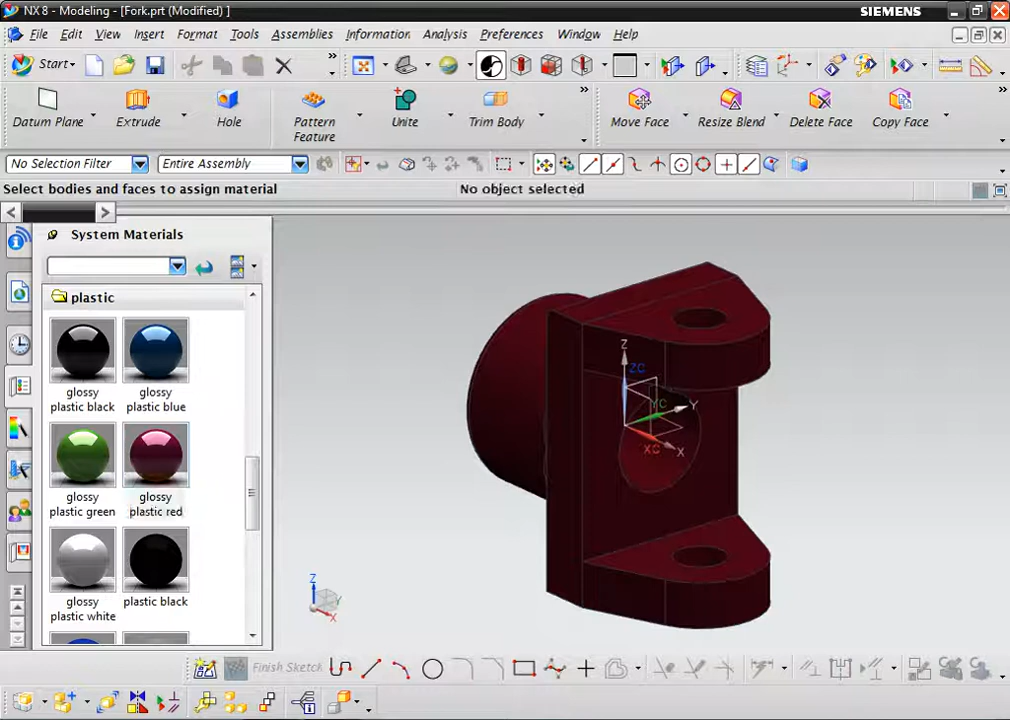 NX 8 - Modeling - [Fork.prt (Modified) ]
SIEMENS
File Edit View Insert Format Tools Assemblies Information Analysis Preferences Window Help
Start
Datum Plane
Extrude
Hole
Pattern
Feature
Unite
Trim Body
Move Face
Resize Blend
Delete Face
Copy Face
No Selection Filter
Entire Assembly
Select bodies and faces to assign material
No object selected
System Materials
plastic
glossy
plastic black
glossy
plastic blue
glossy
plastic green
glossy
plastic red
glossy
plastic white
plastic black
Z
ZC
YC
Y
XC
X
Z
Y
X
Finish Sketch